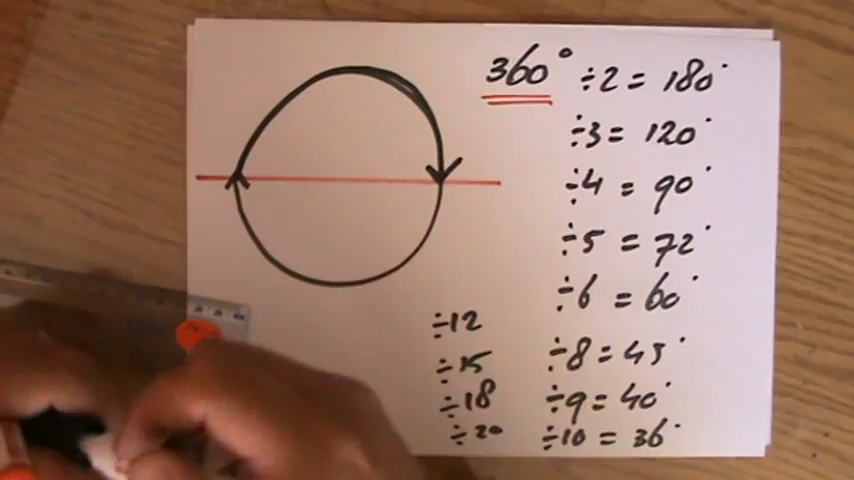 360° ÷2 = 180°
÷3 = 120°
÷4 = 90°
÷5 = 72°
÷6 = 60°
÷8 = 45°
÷9 = 40°
÷10 = 36°
÷12
÷15
÷18
÷20